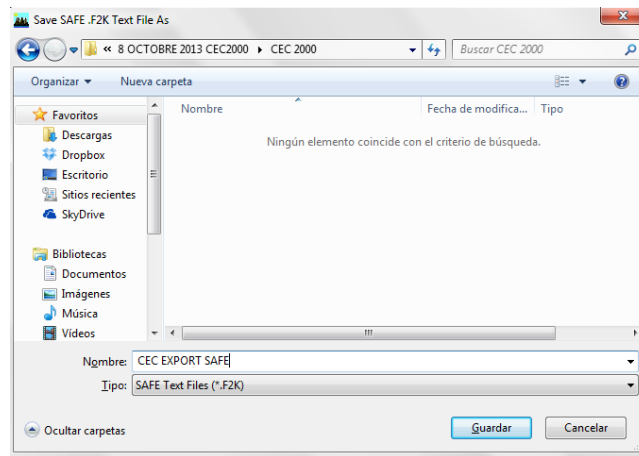 Save SAFE .F2K Text File As
« 8 OCTOBRE 2013 CEC2000 CEC 2000
Buscar CEC 2000
Organizar Nueva carpeta
Favoritos
Descargas
Dropbox
Escritorio
Sitios recientes
SkyDrive
Bibliotecas
Documentos
Imágenes
Música
Vídeos
Nombre Fecha de modifica... Tipo
Ningún elemento coincide con el criterio de búsqueda.
Nombre: CEC EXPORT SAFE
Tipo: SAFE Text Files (*.F2K)
Ocultar carpetas Guardar Cancelar